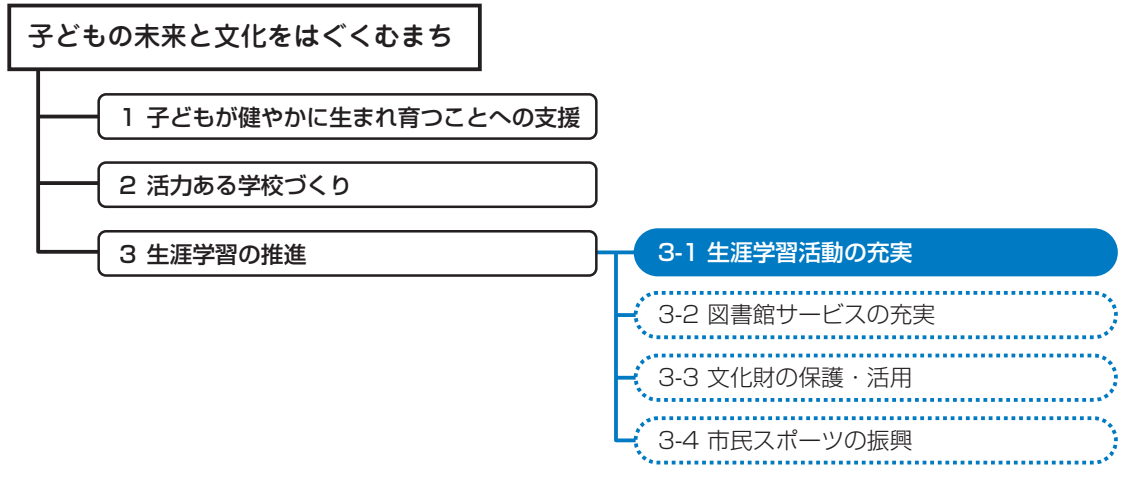 子どもの未来と文化をはぐくむまち
1 子どもが健やかに生まれ育つことへの支援
2 活力ある学校づくり
3 生涯学習の推進
3-1 生涯学習活動の充実
3-2 図書館サービスの充実
3-3 文化財の保護・活用
3-4 市民スポーツの振興